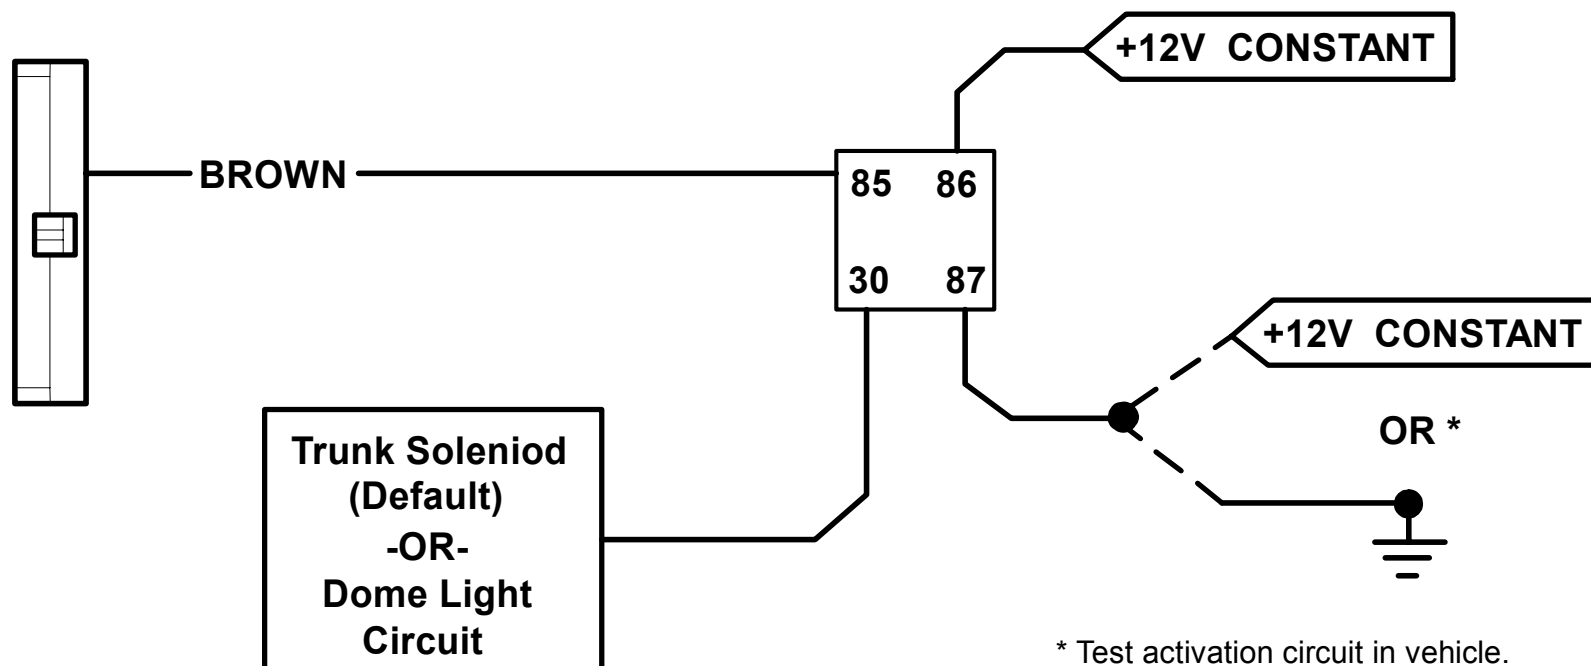 +12V CONSTANT
BROWN
85 86
30 87
+12V CONSTANT
OR *
Trunk Soleniod
(Default)
-OR-
Dome Light
Circuit
* Test activation circuit in vehicle.